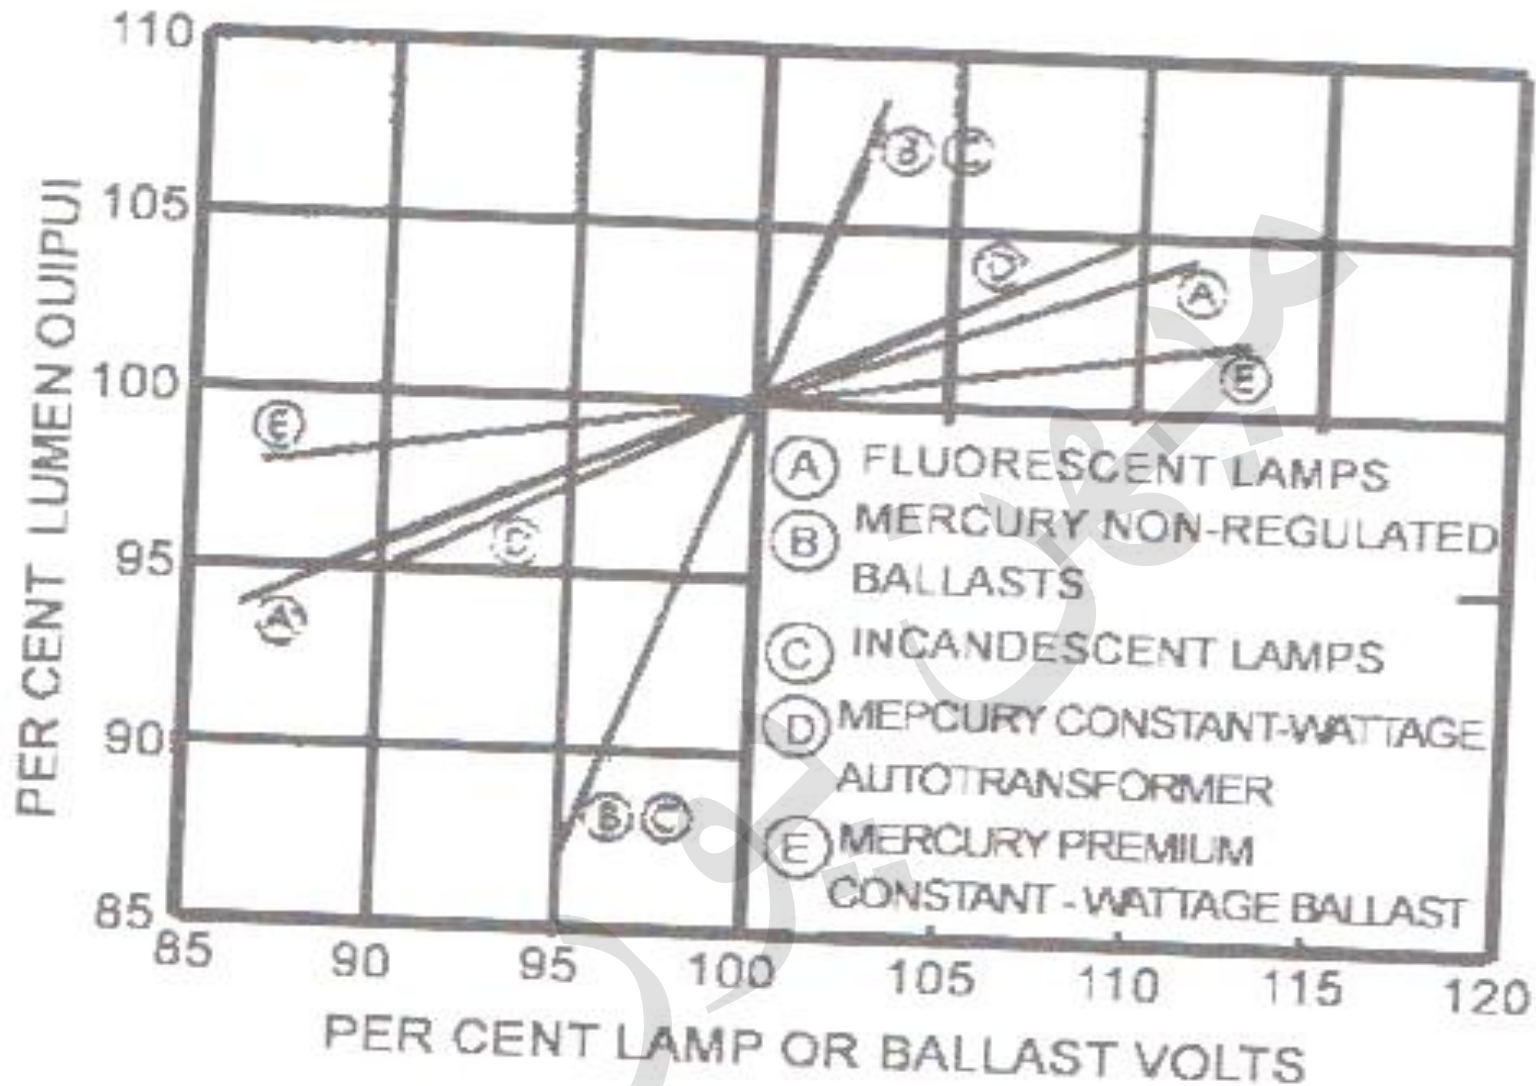 110
105
100
95
90
85
PER CENT LUMEN OUIPUI
B C
D
A
E
E
D
A
B C
A FLUORESCENT LAMPS
B MERCURY NON-REGULATED
BALLASTS
C INCANDESCENT LAMPS
D MEPCURY CONSTANT-WATTAGE
AUTOTRANSFORMER
E MERCURY PREMIUM
CONSTANT - WATTAGE BALLAST
85 90 95 100 105 110 115 120
PER CENT LAMP OR BALLAST VOLTS